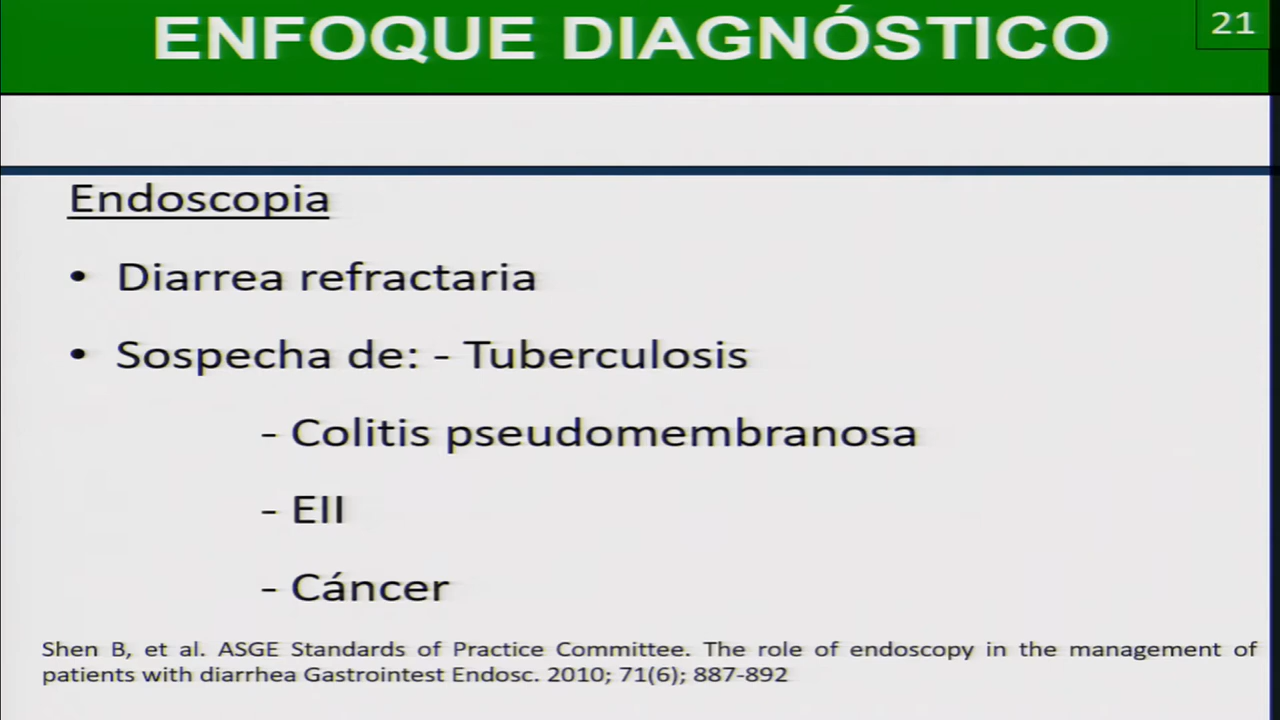 ENFOQUE DIAGNÓSTICO
21
Endoscopia
• Diarrea refractaria
• Sospecha de: - Tuberculosis
- Colitis pseudomembranosa
- EII
- Cáncer
Shen B, et al. ASGE Standards of Practice Committee. The role of endoscopy in the management of
patients with diarrhea Gastrointest Endosc. 2010; 71(6); 887-892